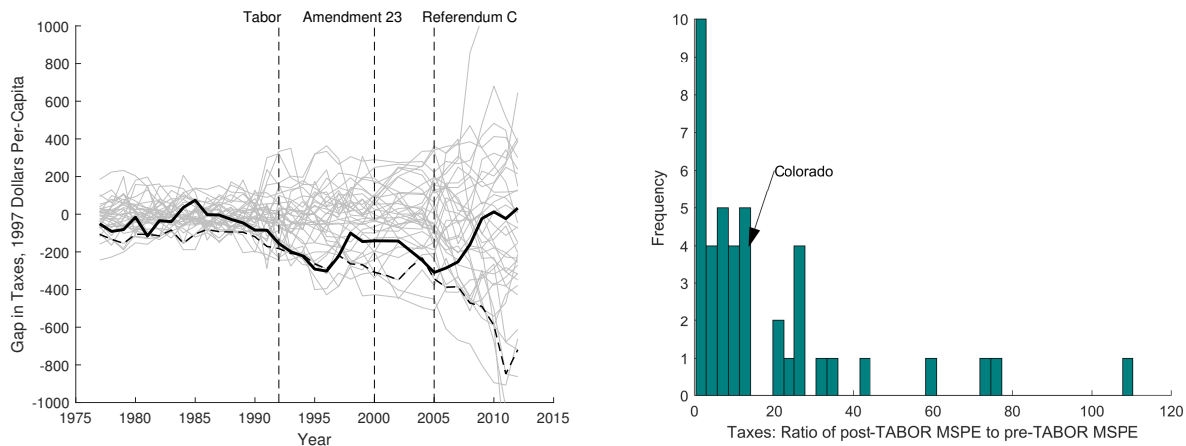 Tabor Amendment 23 Referendum C
1000
800
600
400
200
0
-200
-400
-600
-800
-1000
Gap in Taxes, 1997 Dollars Per-Capita
1975 1980 1985 1990 1995 2000 2005 2010 2015
Year
10
9
8
7
6
5
4
3
2
1
0
Frequency
Colorado
0 20 40 60 80 100 120
Taxes: Ratio of post-TABOR MSPE to pre-TABOR MSPE